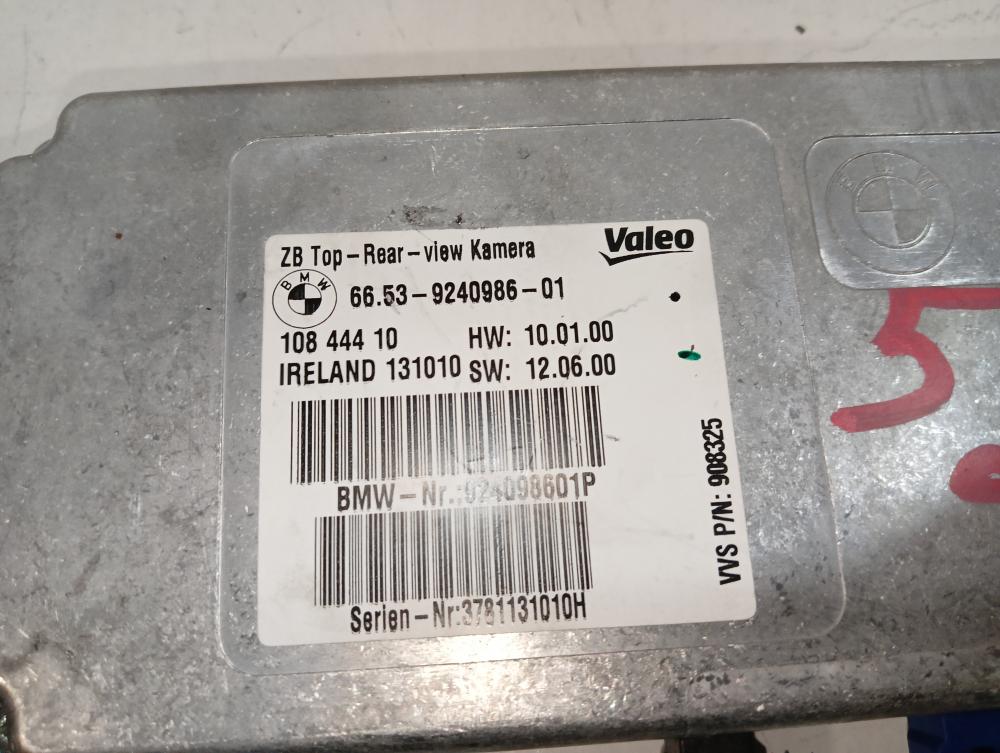 ZB Top-Rear-view Kamera
Valeo
BMW
66.53-9240986-01
108 444 10 HW: 10.01.00
IRELAND 131010 SW: 12.06.00
BMW-Nr.:924098601P
Serien-Nr:3781131010H
VVS P/N: 908325
BMW
5